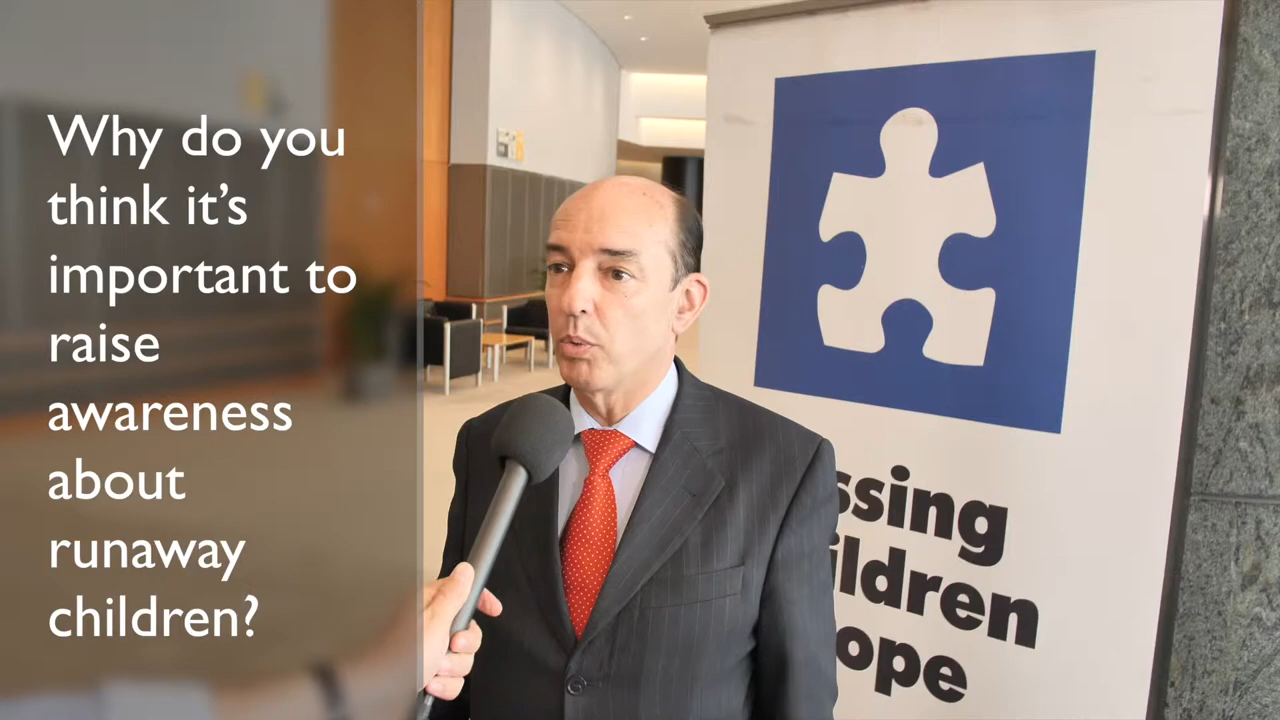 Why do you
think it's
important to
raise
awareness
about
runaway
children?
ssing
ildren
ope